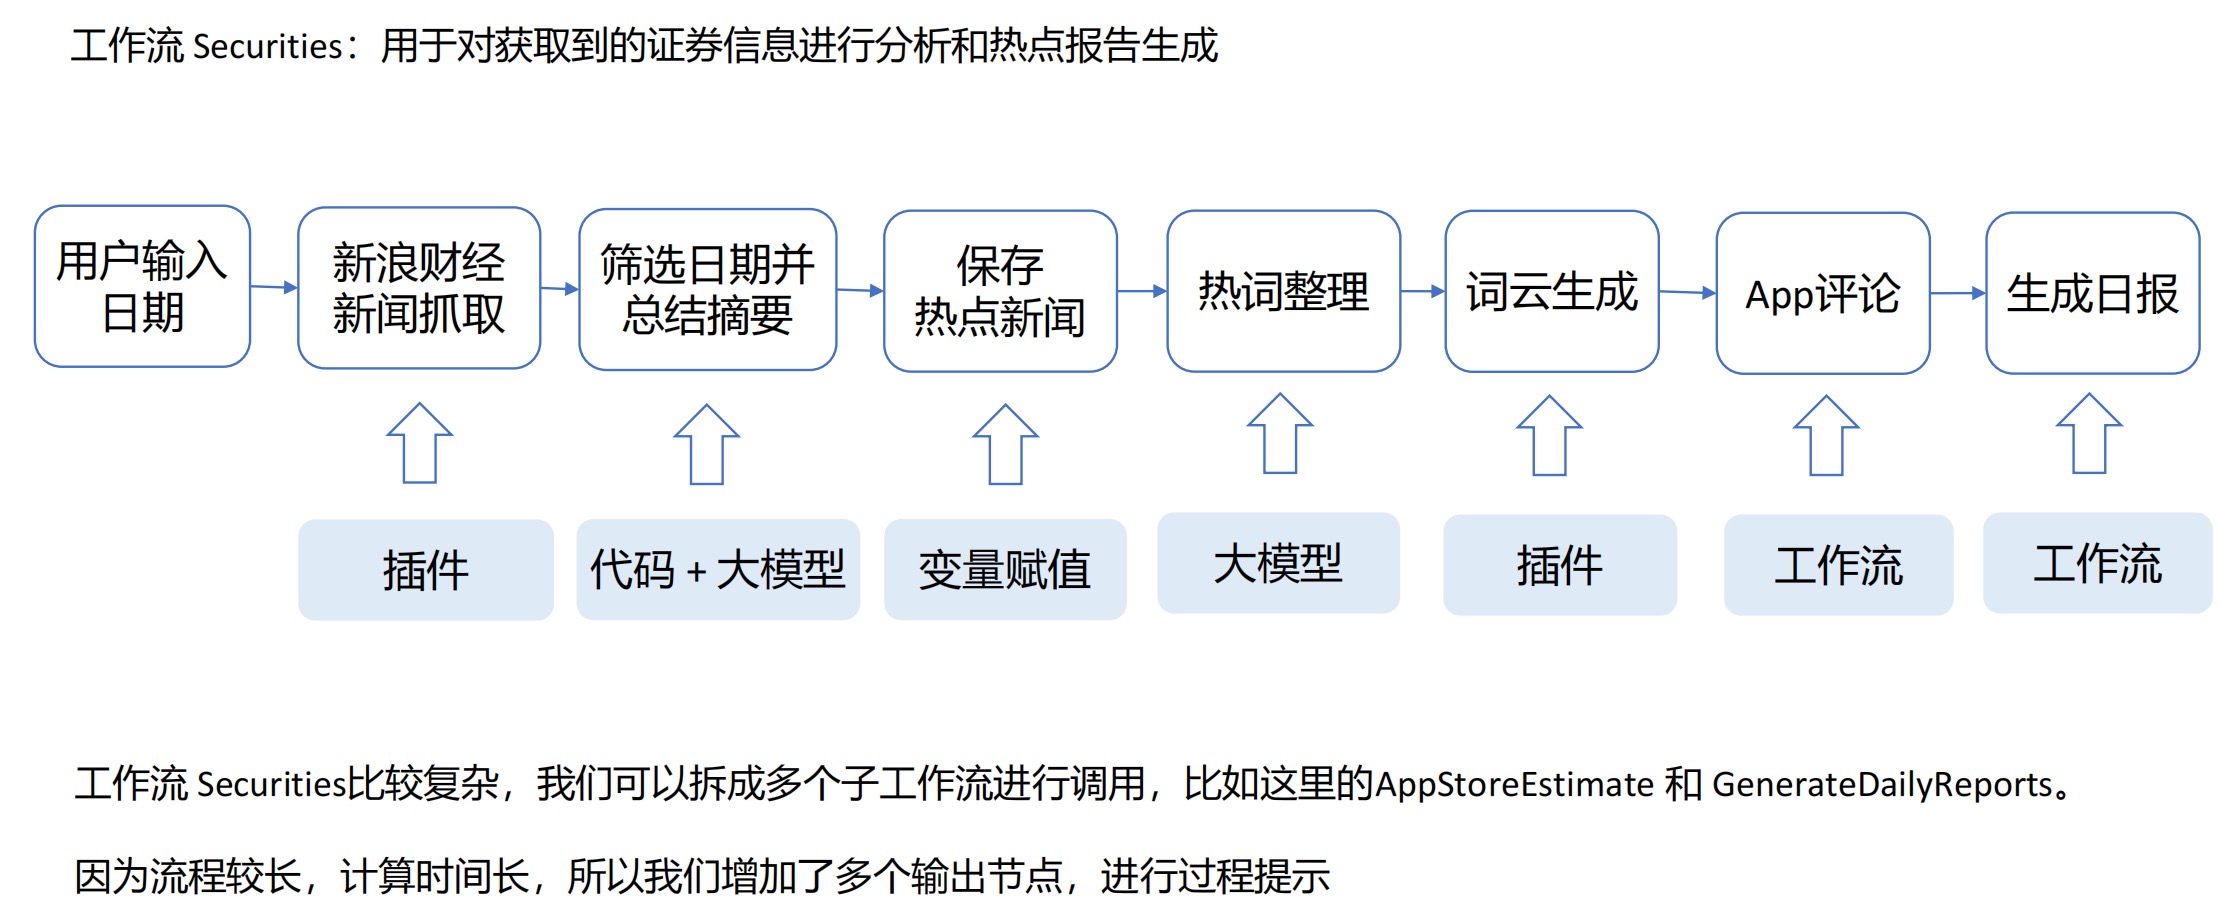 工作流 Securities：用于对获取到的证券信息进行分析和热点报告生成
用户输入
日期
新浪财经
新闻抓取
筛选日期并
总结摘要
保存
热点新闻
热词整理
词云生成
App评论
生成日报
插件
代码 + 大模型
变量赋值
大模型
插件
工作流
工作流
工作流 Securities比较复杂，我们可以拆成多个子工作流进行调用，比如这里的AppStoreEstimate 和 GenerateDailyReports。
因为流程较长，计算时间长，所以我们增加了多个输出节点，进行过程提示